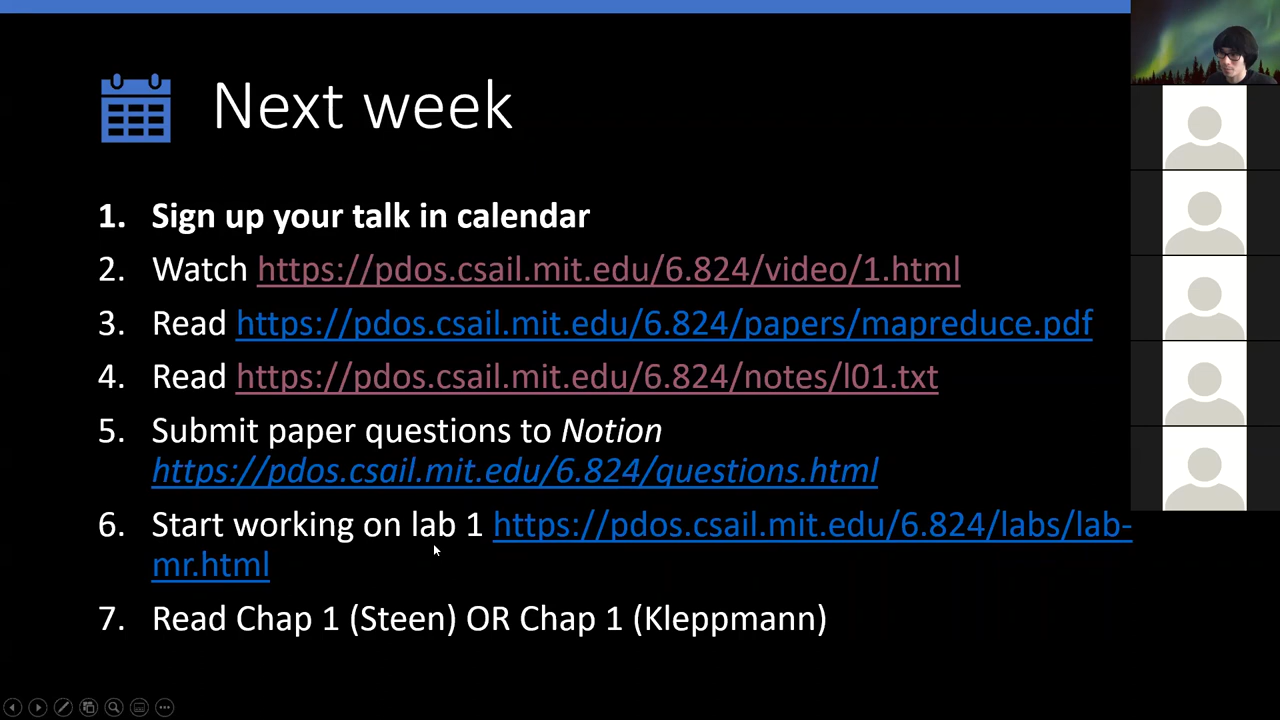 Next week
1. Sign up your talk in calendar
2. Watch https://pdos.csail.mit.edu/6.824/video/1.html
3. Read https://pdos.csail.mit.edu/6.824/papers/mapreduce.pdf
4. Read https://pdos.csail.mit.edu/6.824/notes/l01.txt
5. Submit paper questions to Notion
https://pdos.csail.mit.edu/6.824/questions.html
6. Start working on lab 1 https://pdos.csail.mit.edu/6.824/labs/lab-
mr.html
7. Read Chap 1 (Steen) OR Chap 1 (Kleppmann)